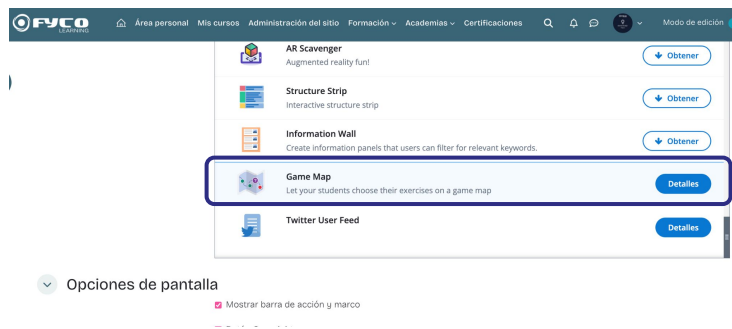 FYCO
LEARNING
Área personal Mis cursos Administración del sitio Formación Academias Certificaciones Modo de edición
AR Scavenger
Augmented reality fun!
Obtener
Structure Strip
Interactive structure strip
Obtener
Information Wall
Create information panels that users can filter for relevant keywords.
Obtener
Game Map
Let your students choose their exercises on a game map
Detalles
Twitter User Feed
Detalles
Opciones de pantalla
Mostrar barra de acción y marco